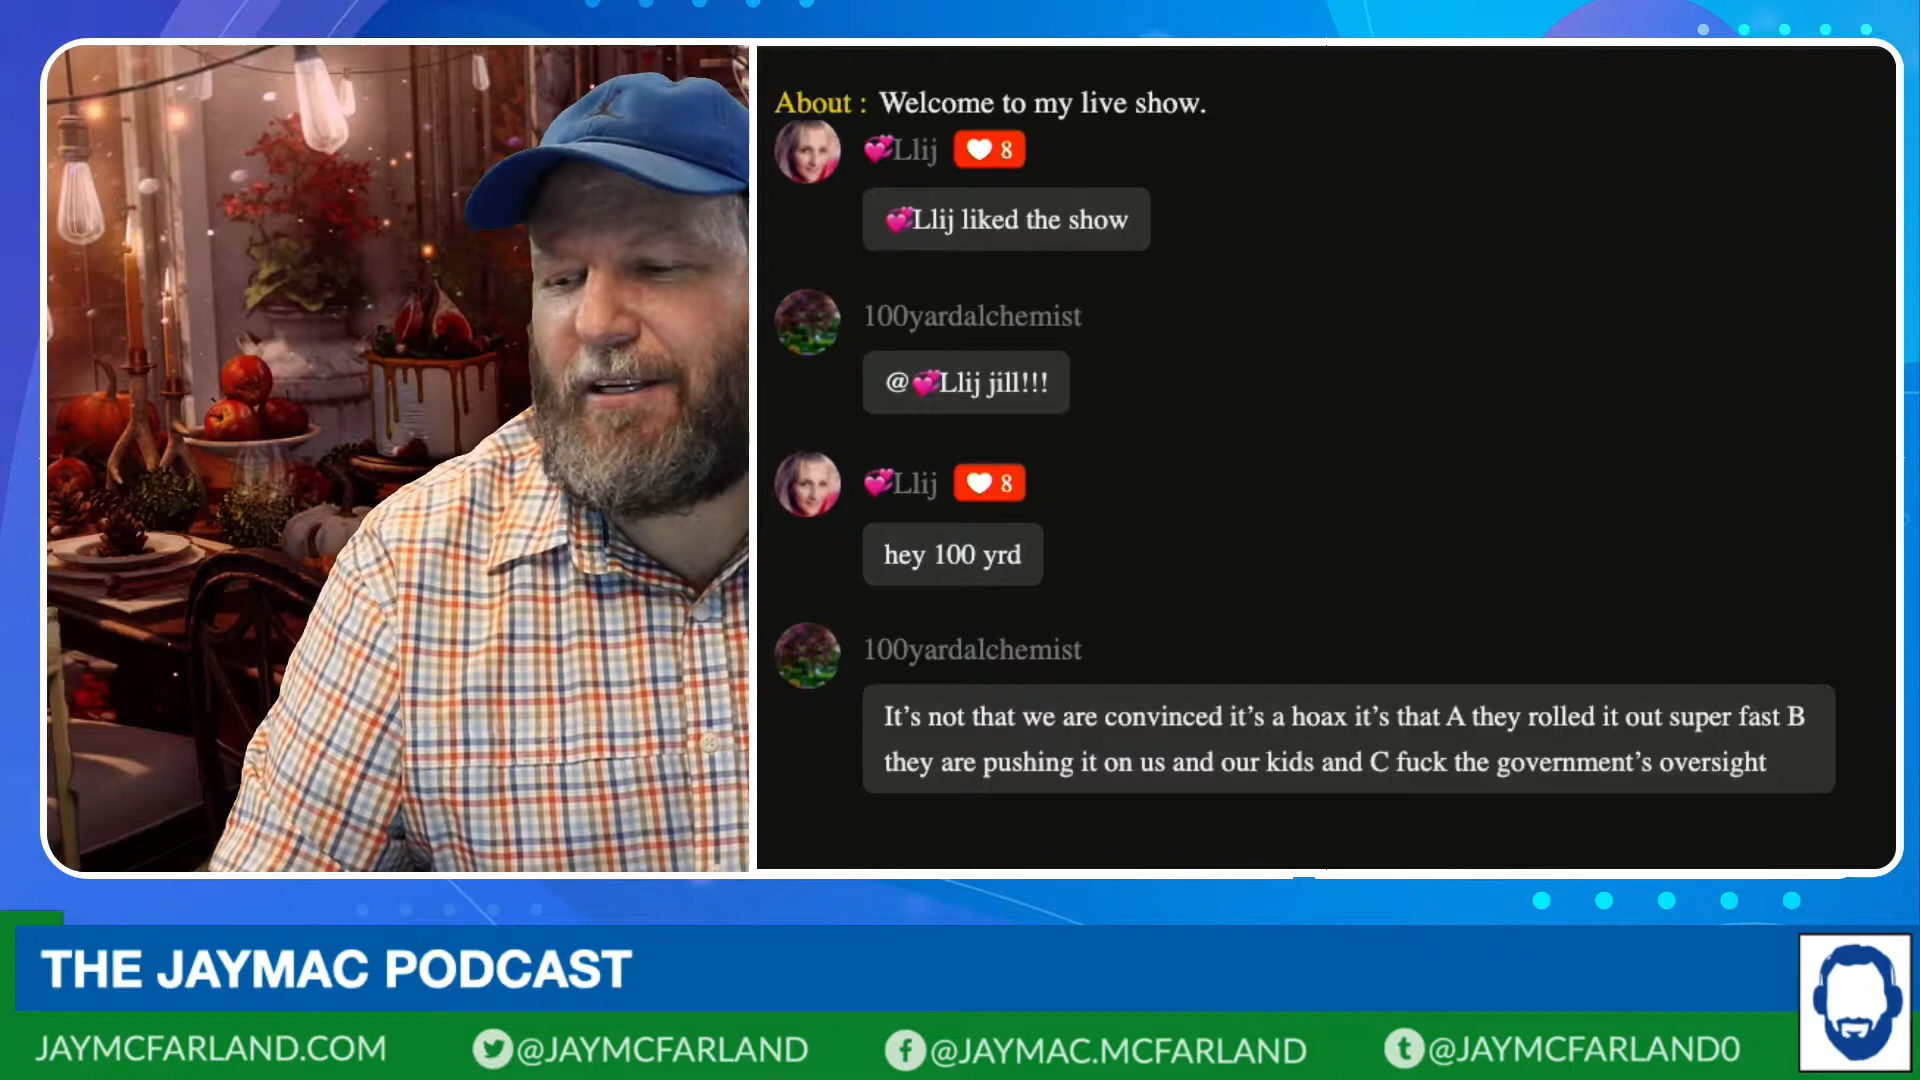 About : Welcome to my live show.
💞Llij 8
💞Llij liked the show
100yardalchemist
@💞Llij jill!!!
💞Llij 8
hey 100 yrd
100yardalchemist
It’s not that we are convinced it’s a hoax it’s that A they rolled it out super fast B
they are pushing it on us and our kids and C fuck the government’s oversight
THE JAYMAC PODCAST
JAYMCFARLAND.COM @JAYMCFARLAND @JAYMAC.MCFARLAND @JAYMCFARLAND0